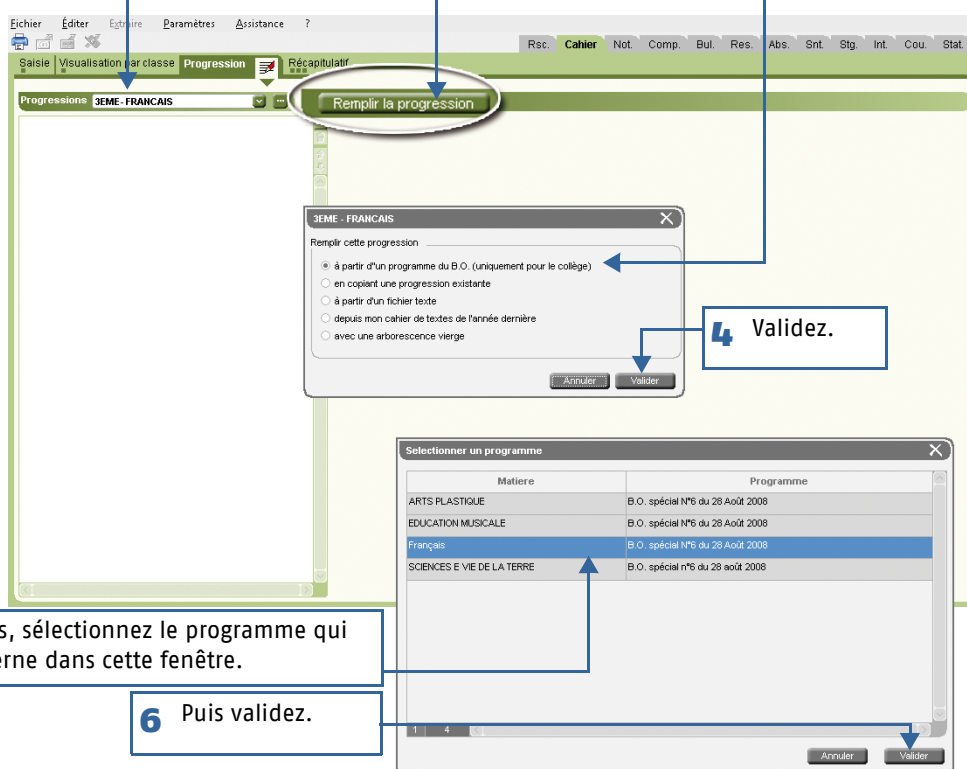 Fichier Éditer Extraire Paramètres Assistance ?
Rsc. Cahier Not. Comp. Bul. Res. Abs. Snt. Stg. Int. Cou. Stat.
Saisie Visualisation par classe Progression Récapitulatif
Progressions 3EME - FRANCAIS
Remplir la progression
3EME - FRANCAIS
Remplir cette progression
à partir d''un programme du B.O. (uniquement pour le collège)
en copiant une progression existante
à partir d'un fichier texte
depuis mon cahier de textes de l'année dernière
avec une arborescence vierge
Annuler Valider
4 Validez.
Selectionner un programme
Matiere Programme
ARTS PLASTIQUE B.O. spécial N°6 du 28 Août 2008
EDUCATION MUSICALE B.O. spécial N°6 du 28 Août 2008
Français B.O. spécial N°6 du 28 Août 2008
SCIENCES E VIE DE LA TERRE B.O. spécial n°6 du 28 août 2008
s, sélectionnez le programme qui
erne dans cette fenêtre.
6 Puis validez.
1 4
Annuler Valider